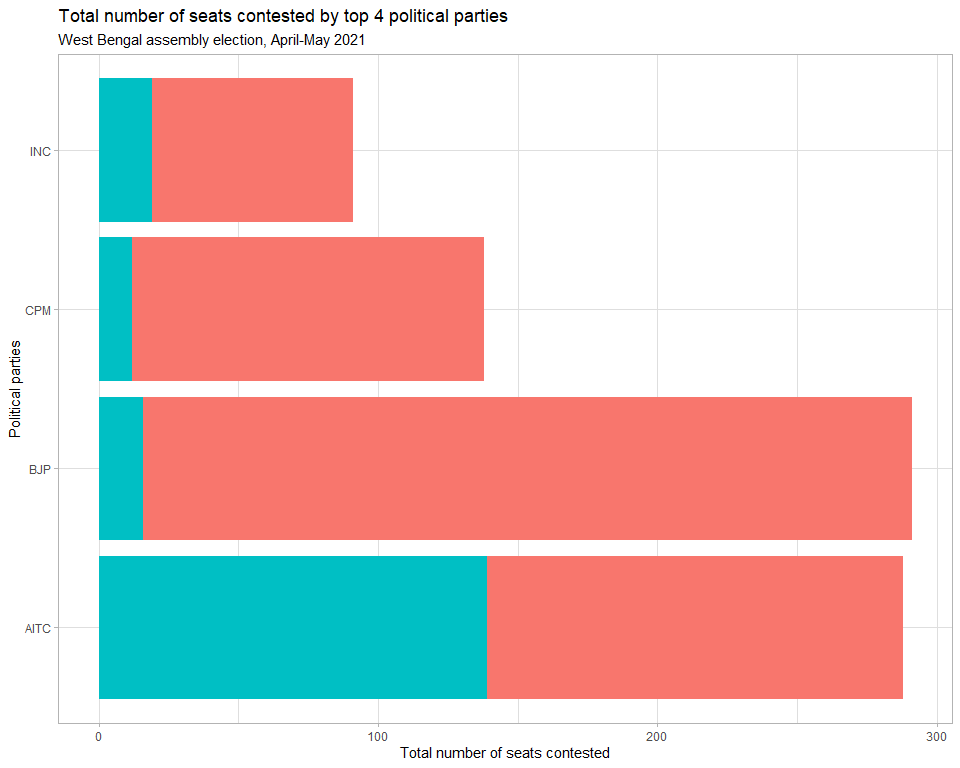 Total number of seats contested by top 4 political parties
West Bengal assembly election, April-May 2021
Political parties
INC
CPM
BJP
AITC
0
100
200
300
Total number of seats contested